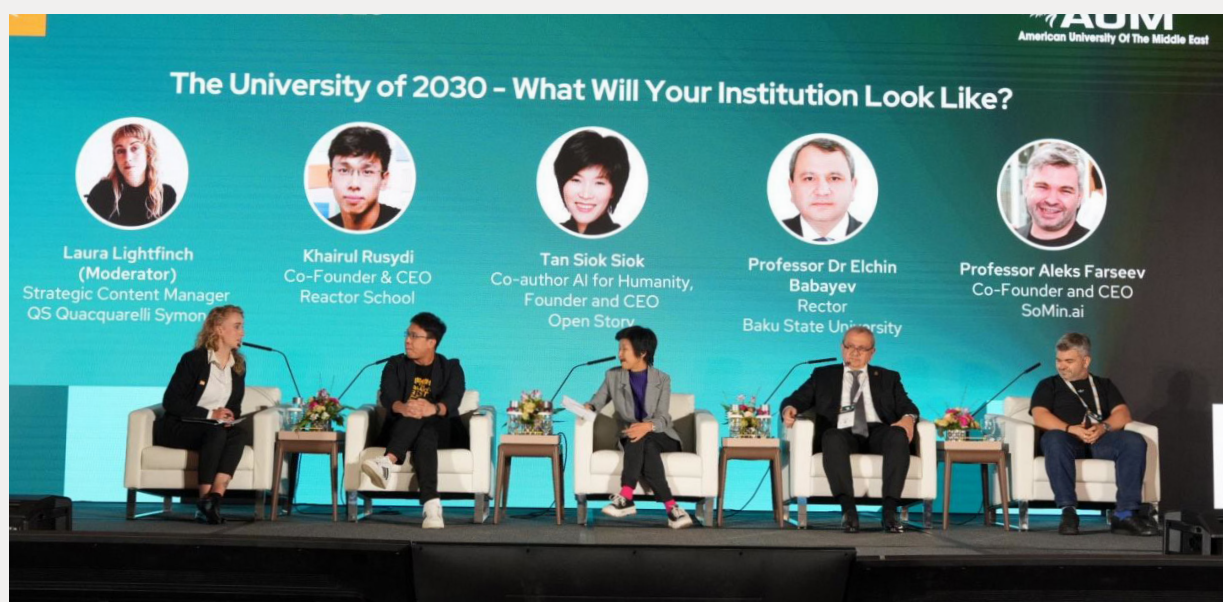 AUM
American University Of The Middle East
The University of 2030 - What Will Your Institution Look Like?
Laura Lightfinch
(Moderator)
Strategic Content Manager
QS Quacquarelli Symon
Khairul Rusydi
Co-Founder & CEO
Reactor School
Tan Siok Siok
Co-author AI for Humanity,
Founder and CEO
Open Story
Professor Dr Elchin
Babayev
Rector
Baku State University
Professor Aleks Farseev
Co-Founder and CEO
SoMin.ai